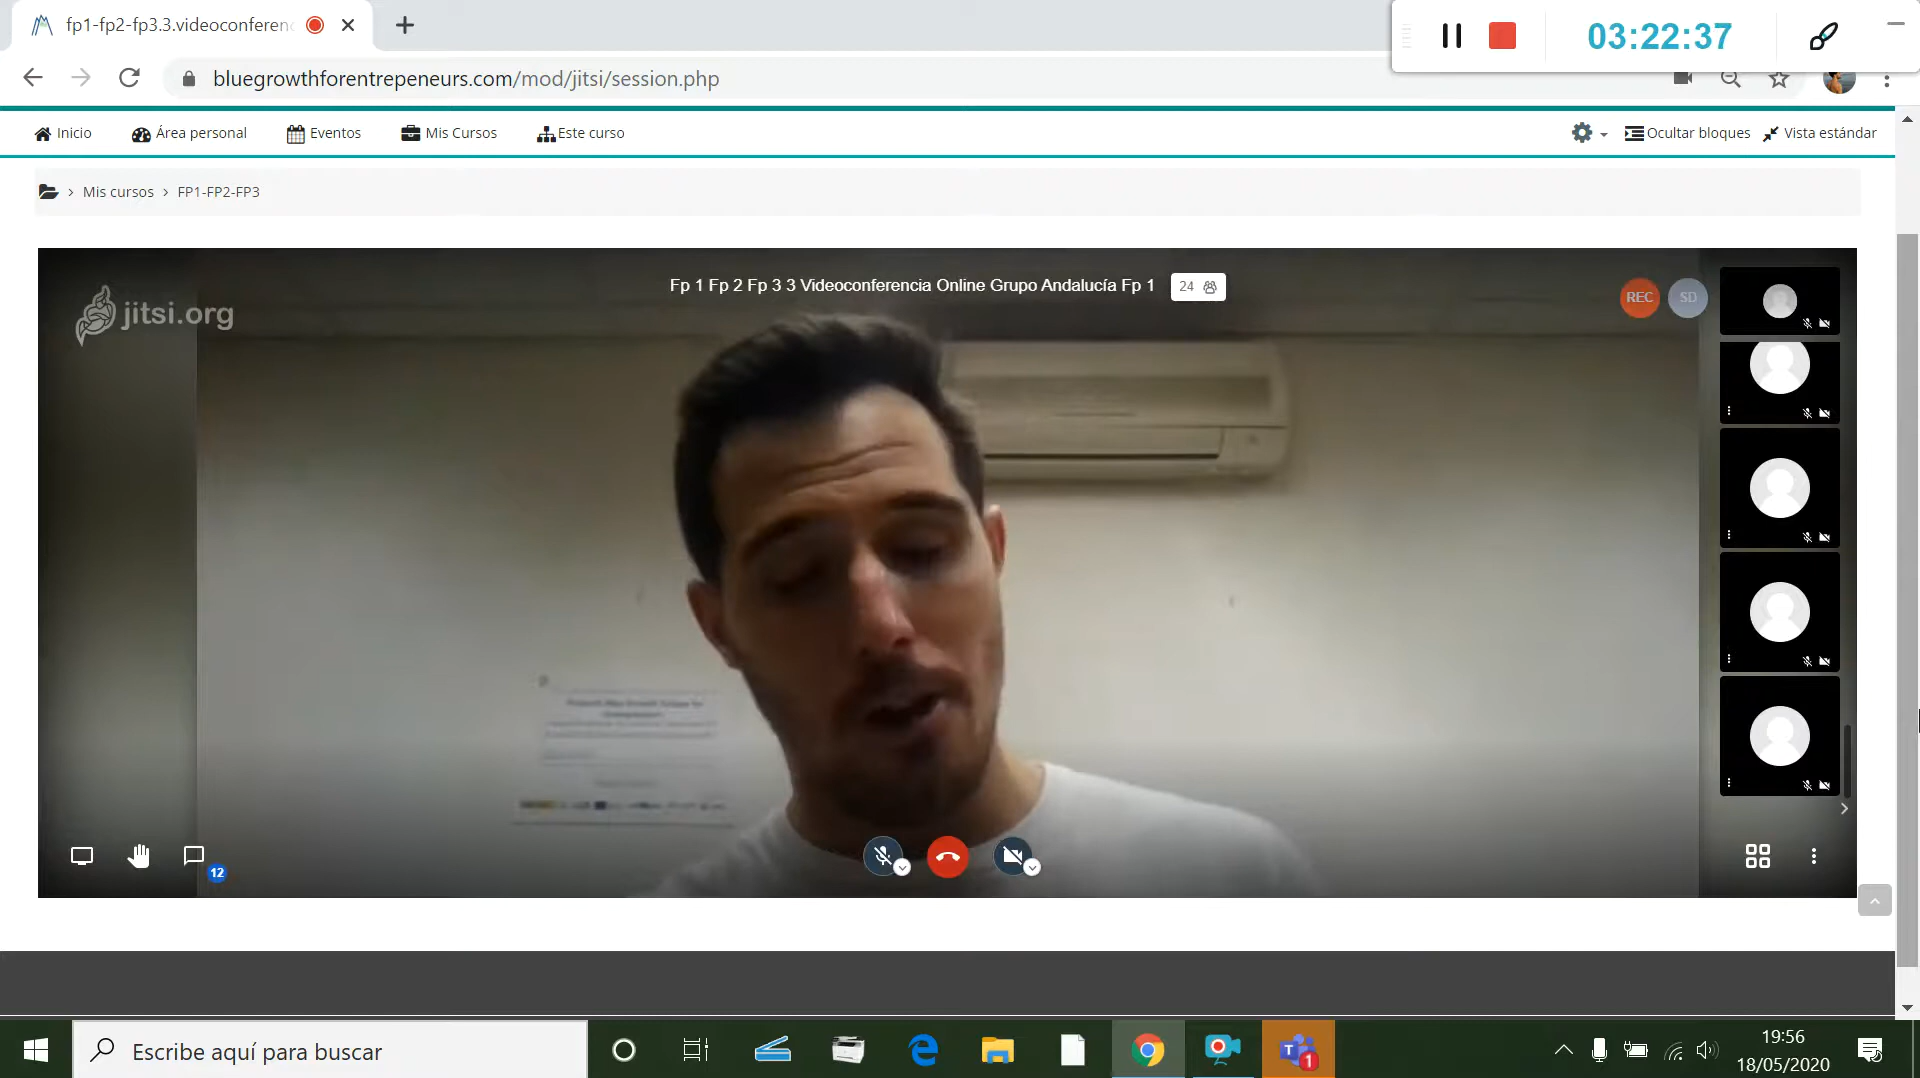 fp1-fp2-fp3.3.videoconferenc
03:22:37
bluegrowthforentrepeneurs.com/mod/jitsi/session.php
Inicio
Área personal
Eventos
Mis Cursos
Este curso
Ocultar bloques
Vista estándar
> Mis cursos > FP1-FP2-FP3
jitsi.org
Fp 1 Fp 2 Fp 3 3 Videoconferencia Online Grupo Andalucía Fp 1
24
REC
SD
12
Escribe aquí para buscar
1
19:56
18/05/2020